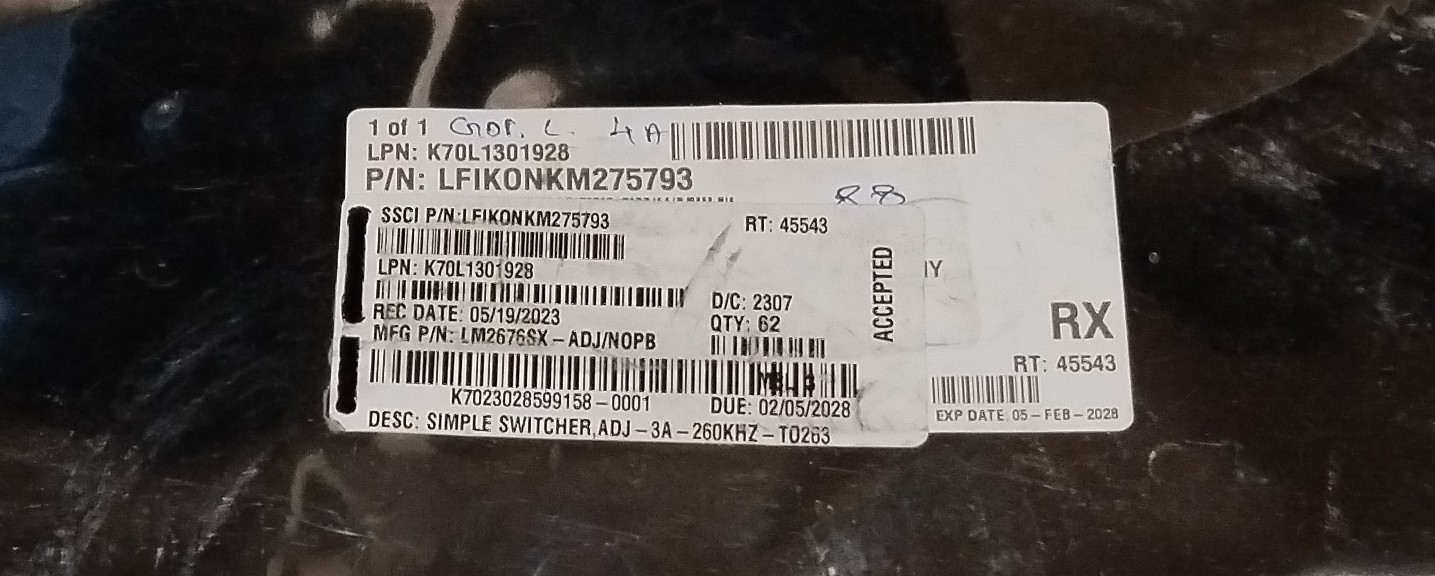 1 of 1
4A
LPN: K70L1301928
P/N: LFIKONKM275793
R8
SSCI P/N:LFIKONKM275793
RT: 45543
LPN: K70L1301928
D/C: 2307
REC DATE: 05/19/2023
QTY: 62
MFG P/N: LM2676SX-ADJ/NOPB
ACCEPTED
K7023028599158-0001
DUE: 02/05/2028
DESC: SIMPLE SWITCHER,ADJ-3A-260KHZ-TO263
RX
RT: 45543
EXP DATE 05-FEB-2028